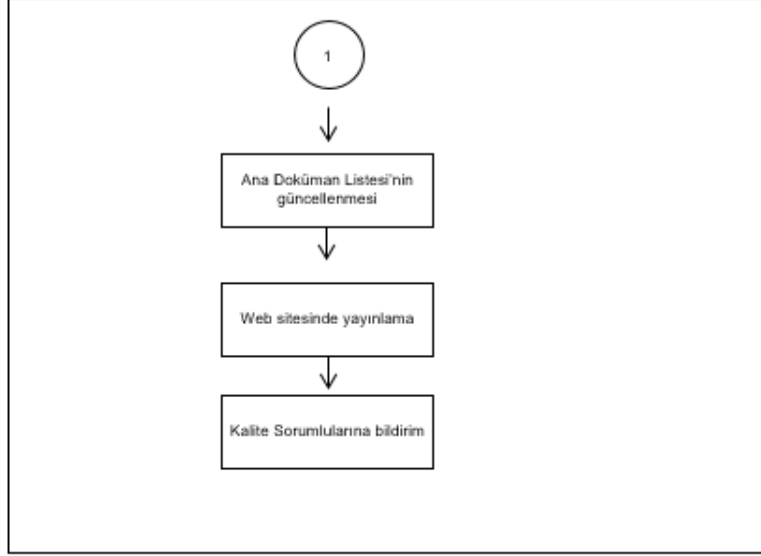 1
Ana Doküman Listesi'nin
güncellenmesi
Web sitesinde yayınlama
Kalite Sorumlularına bildirim